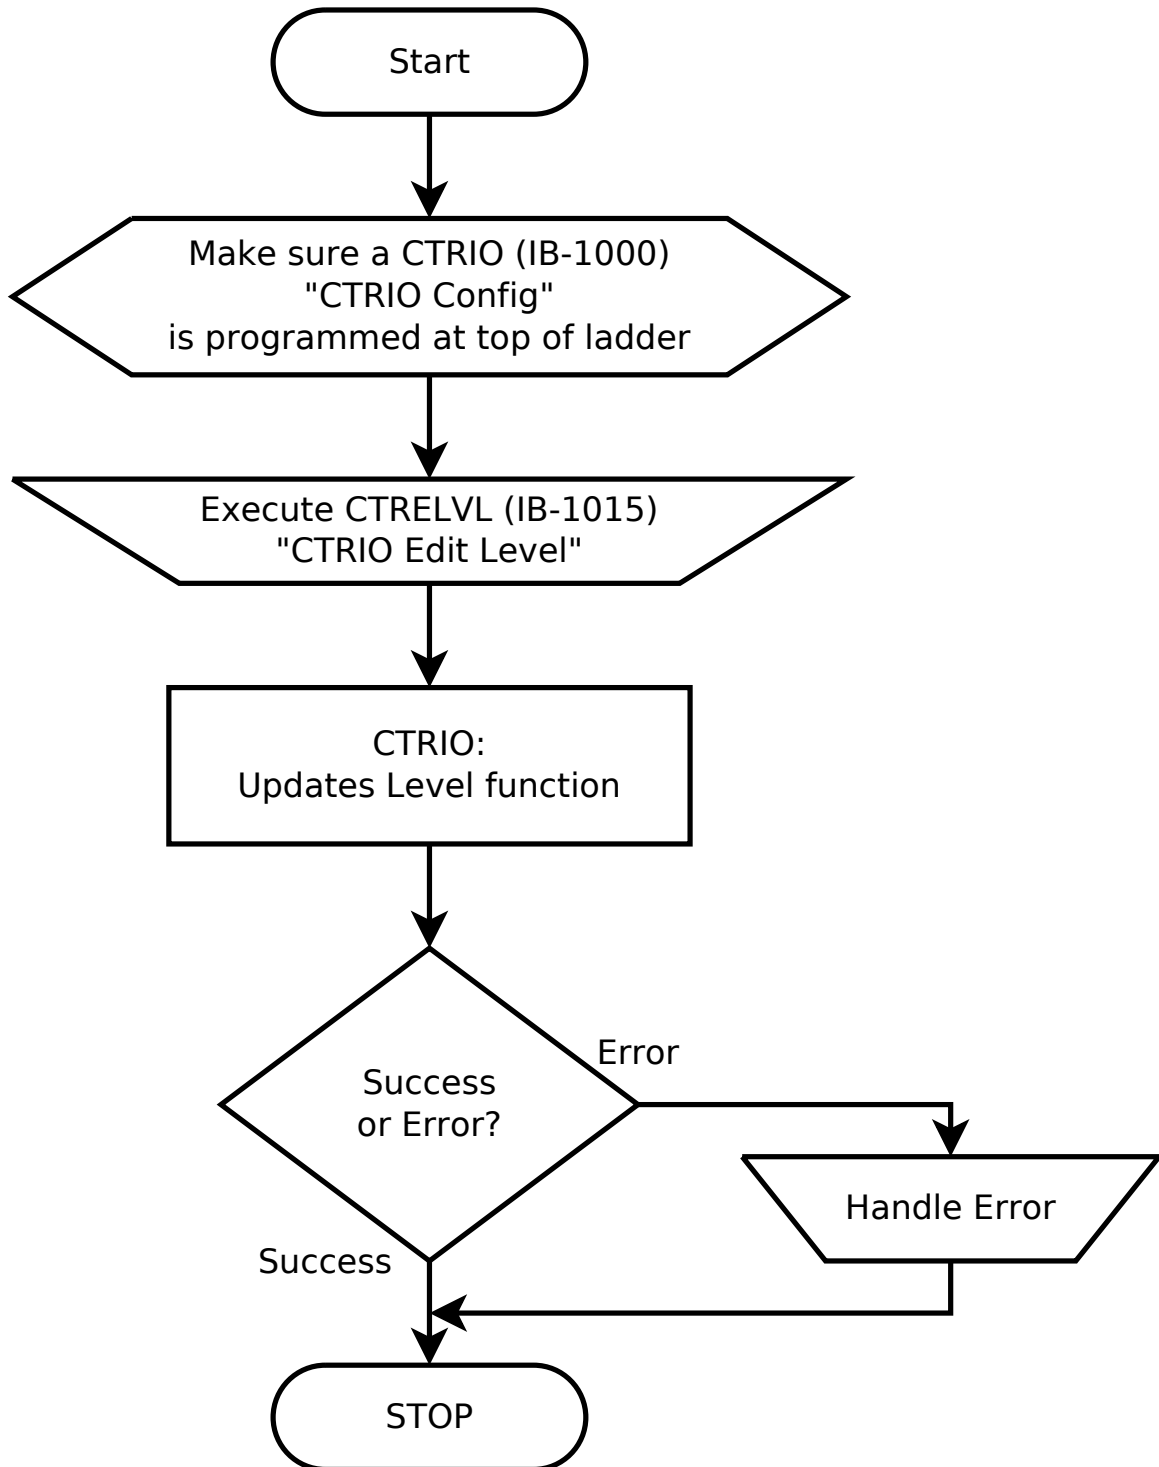 Start
Make sure a CTRIO (IB-1000)
"CTRIO Config"
is programmed at top of ladder
Execute CTRELVL (IB-1015)
"CTRIO Edit Level"
CTRIO:
Updates Level function
Success
or Error?
Error
Handle Error
Success
STOP